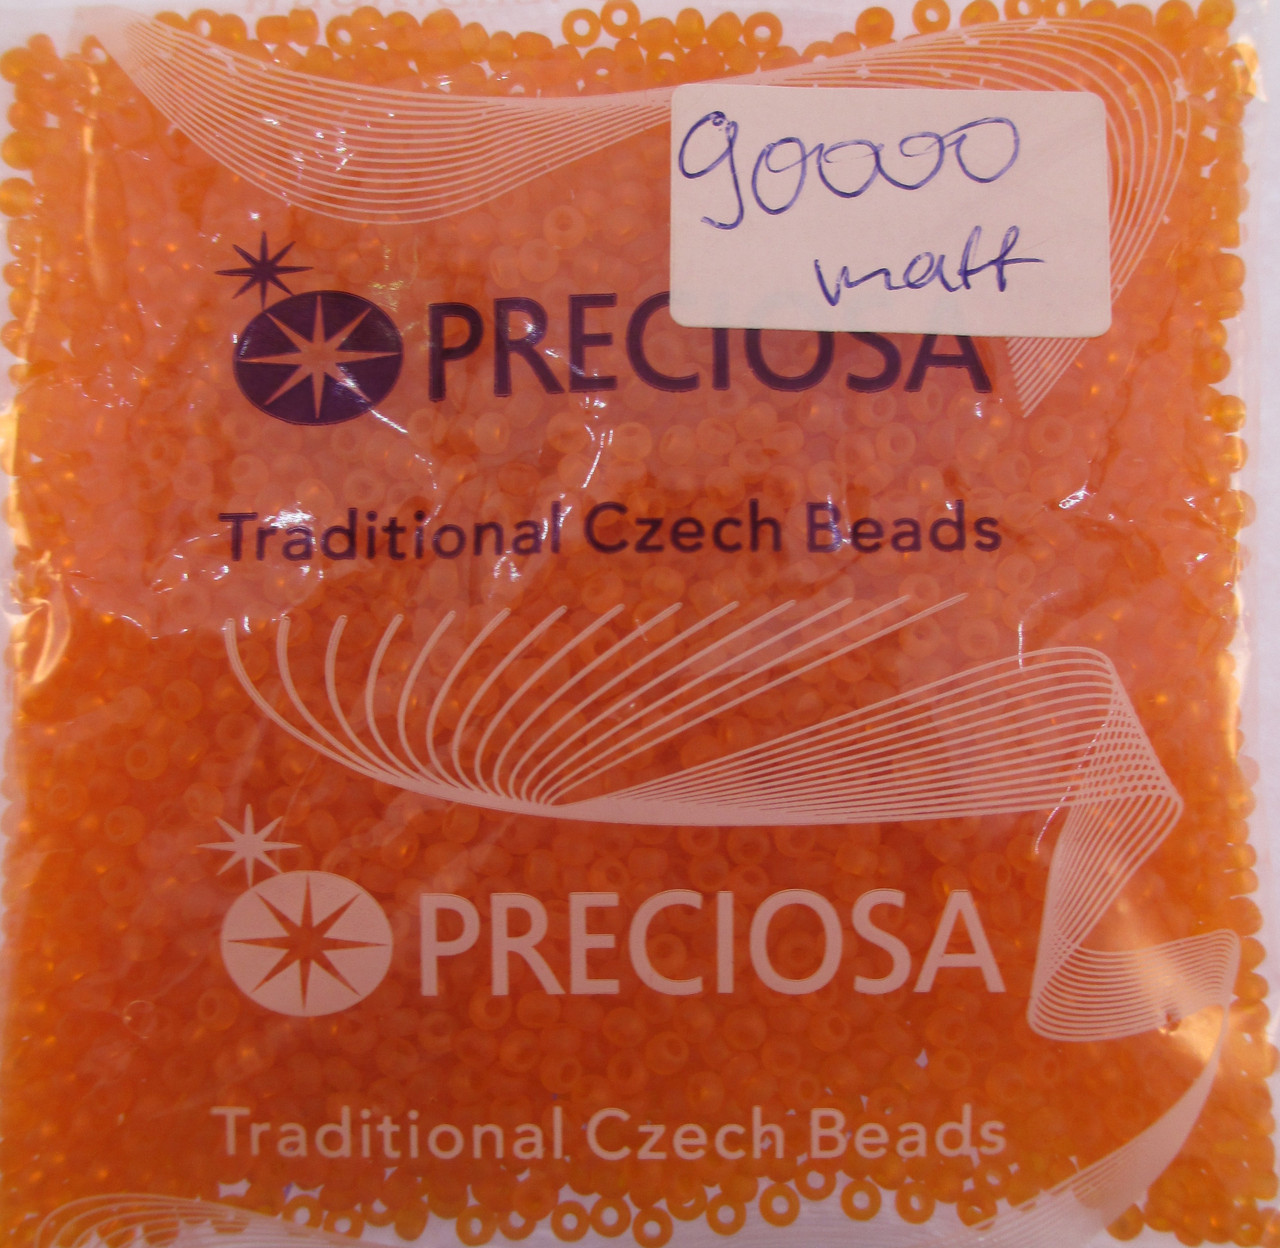 90000
matt
PRECIOSA
Traditional Czech Beads
PRECIOSA
Traditional Czech Beads